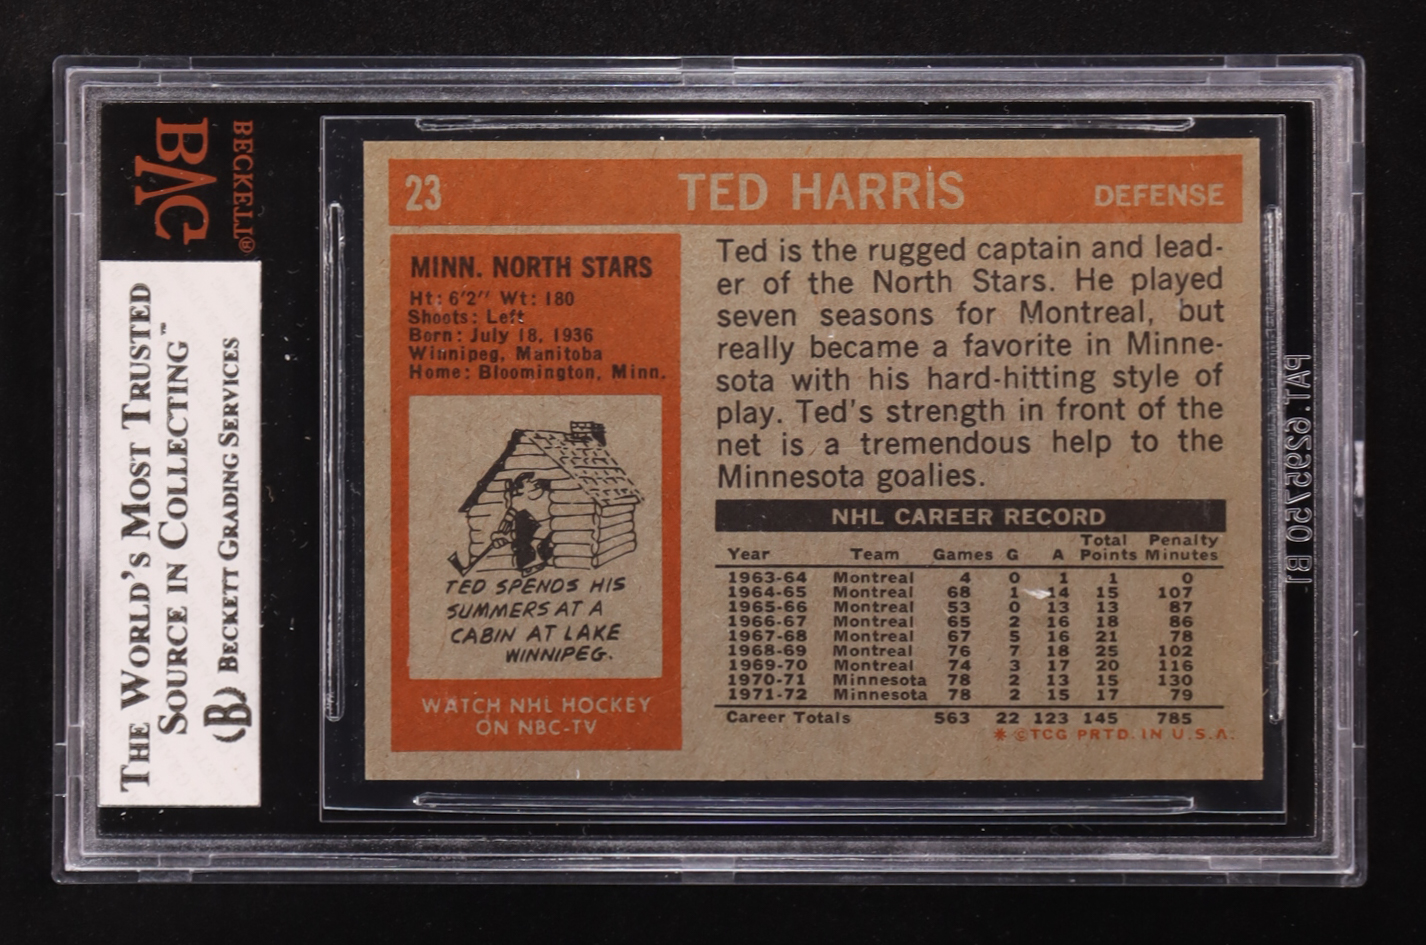 BECKETT®
BVG
THE WORLD'S MOST TRUSTED
SOURCE IN COLLECTING™
(B) BECKETT GRADING SERVICES
23 TED HARRIS DEFENSE
MINN. NORTH STARS
Ht: 6'2" Wt: 180
Shoots: Left
Born: July 18, 1936
Winnipeg, Manitoba
Home: Bloomington, Minn.
TED SPENDS HIS
SUMMERS AT A
CABIN AT LAKE
WINNIPEG.
WATCH NHL HOCKEY
ON NBC-TV
Ted is the rugged captain and lead-
er of the North Stars. He played
seven seasons for Montreal, but
really became a favorite in Minne-
sota with his hard-hitting style of
play. Ted's strength in front of the
net is a tremendous help to the
Minnesota goalies.
NHL CAREER RECORD
Year Team Games G A Total Points Penalty Minutes
1963-64 Montreal 4 0 1 1 0
1964-65 Montreal 68 1 14 15 107
1965-66 Montreal 53 0 13 13 87
1966-67 Montreal 65 2 16 18 86
1967-68 Montreal 67 5 16 21 78
1968-69 Montreal 76 7 18 25 102
1969-70 Montreal 74 3 17 20 116
1970-71 Minnesota 78 2 13 15 130
1971-72 Minnesota 78 2 15 17 79
Career Totals 563 22 123 145 785
* ©TCG PRTD. IN U.S.A.
PAT. 6295750 B1